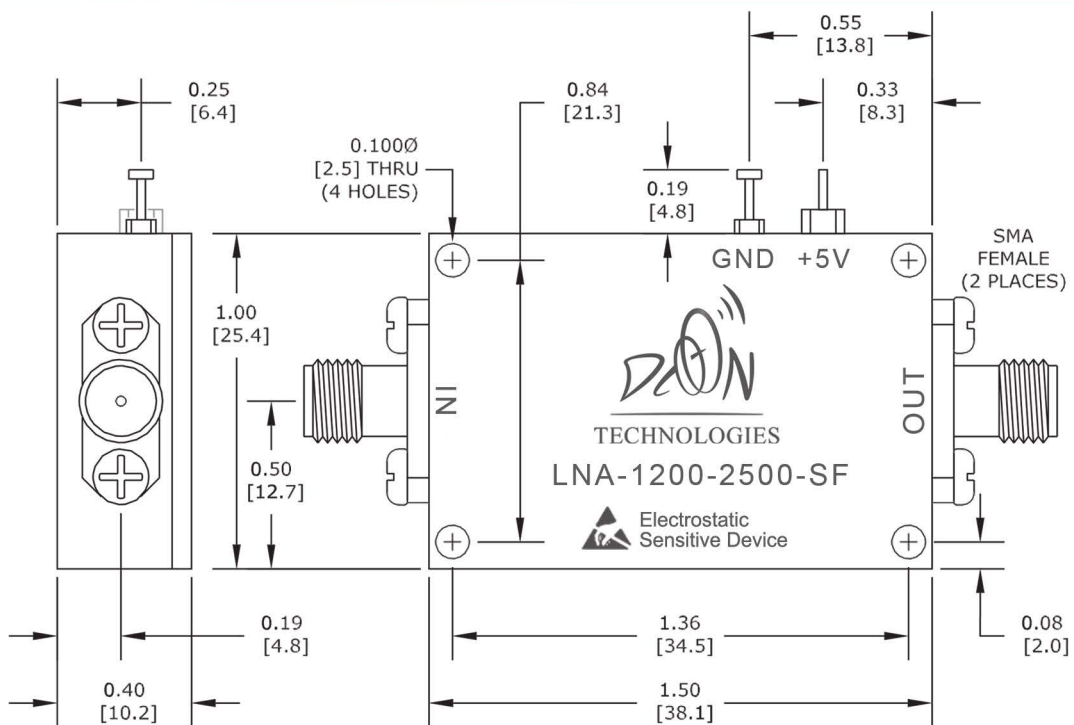 0.55
[13.8]
0.25
[6.4]
0.84
[21.3]
0.33
[8.3]
0.100Ø
[2.5] THRU
(4 HOLES)
0.19
[4.8]
SMA
FEMALE
(2 PLACES)
GND +5V
1.00
[25.4]
IN
OUT
TECHNOLOGIES
LNA-1200-2500-SF
0.50
[12.7]
Electrostatic
Sensitive Device
0.19
[4.8]
1.36
[34.5]
0.08
[2.0]
0.40
[10.2]
1.50
[38.1]